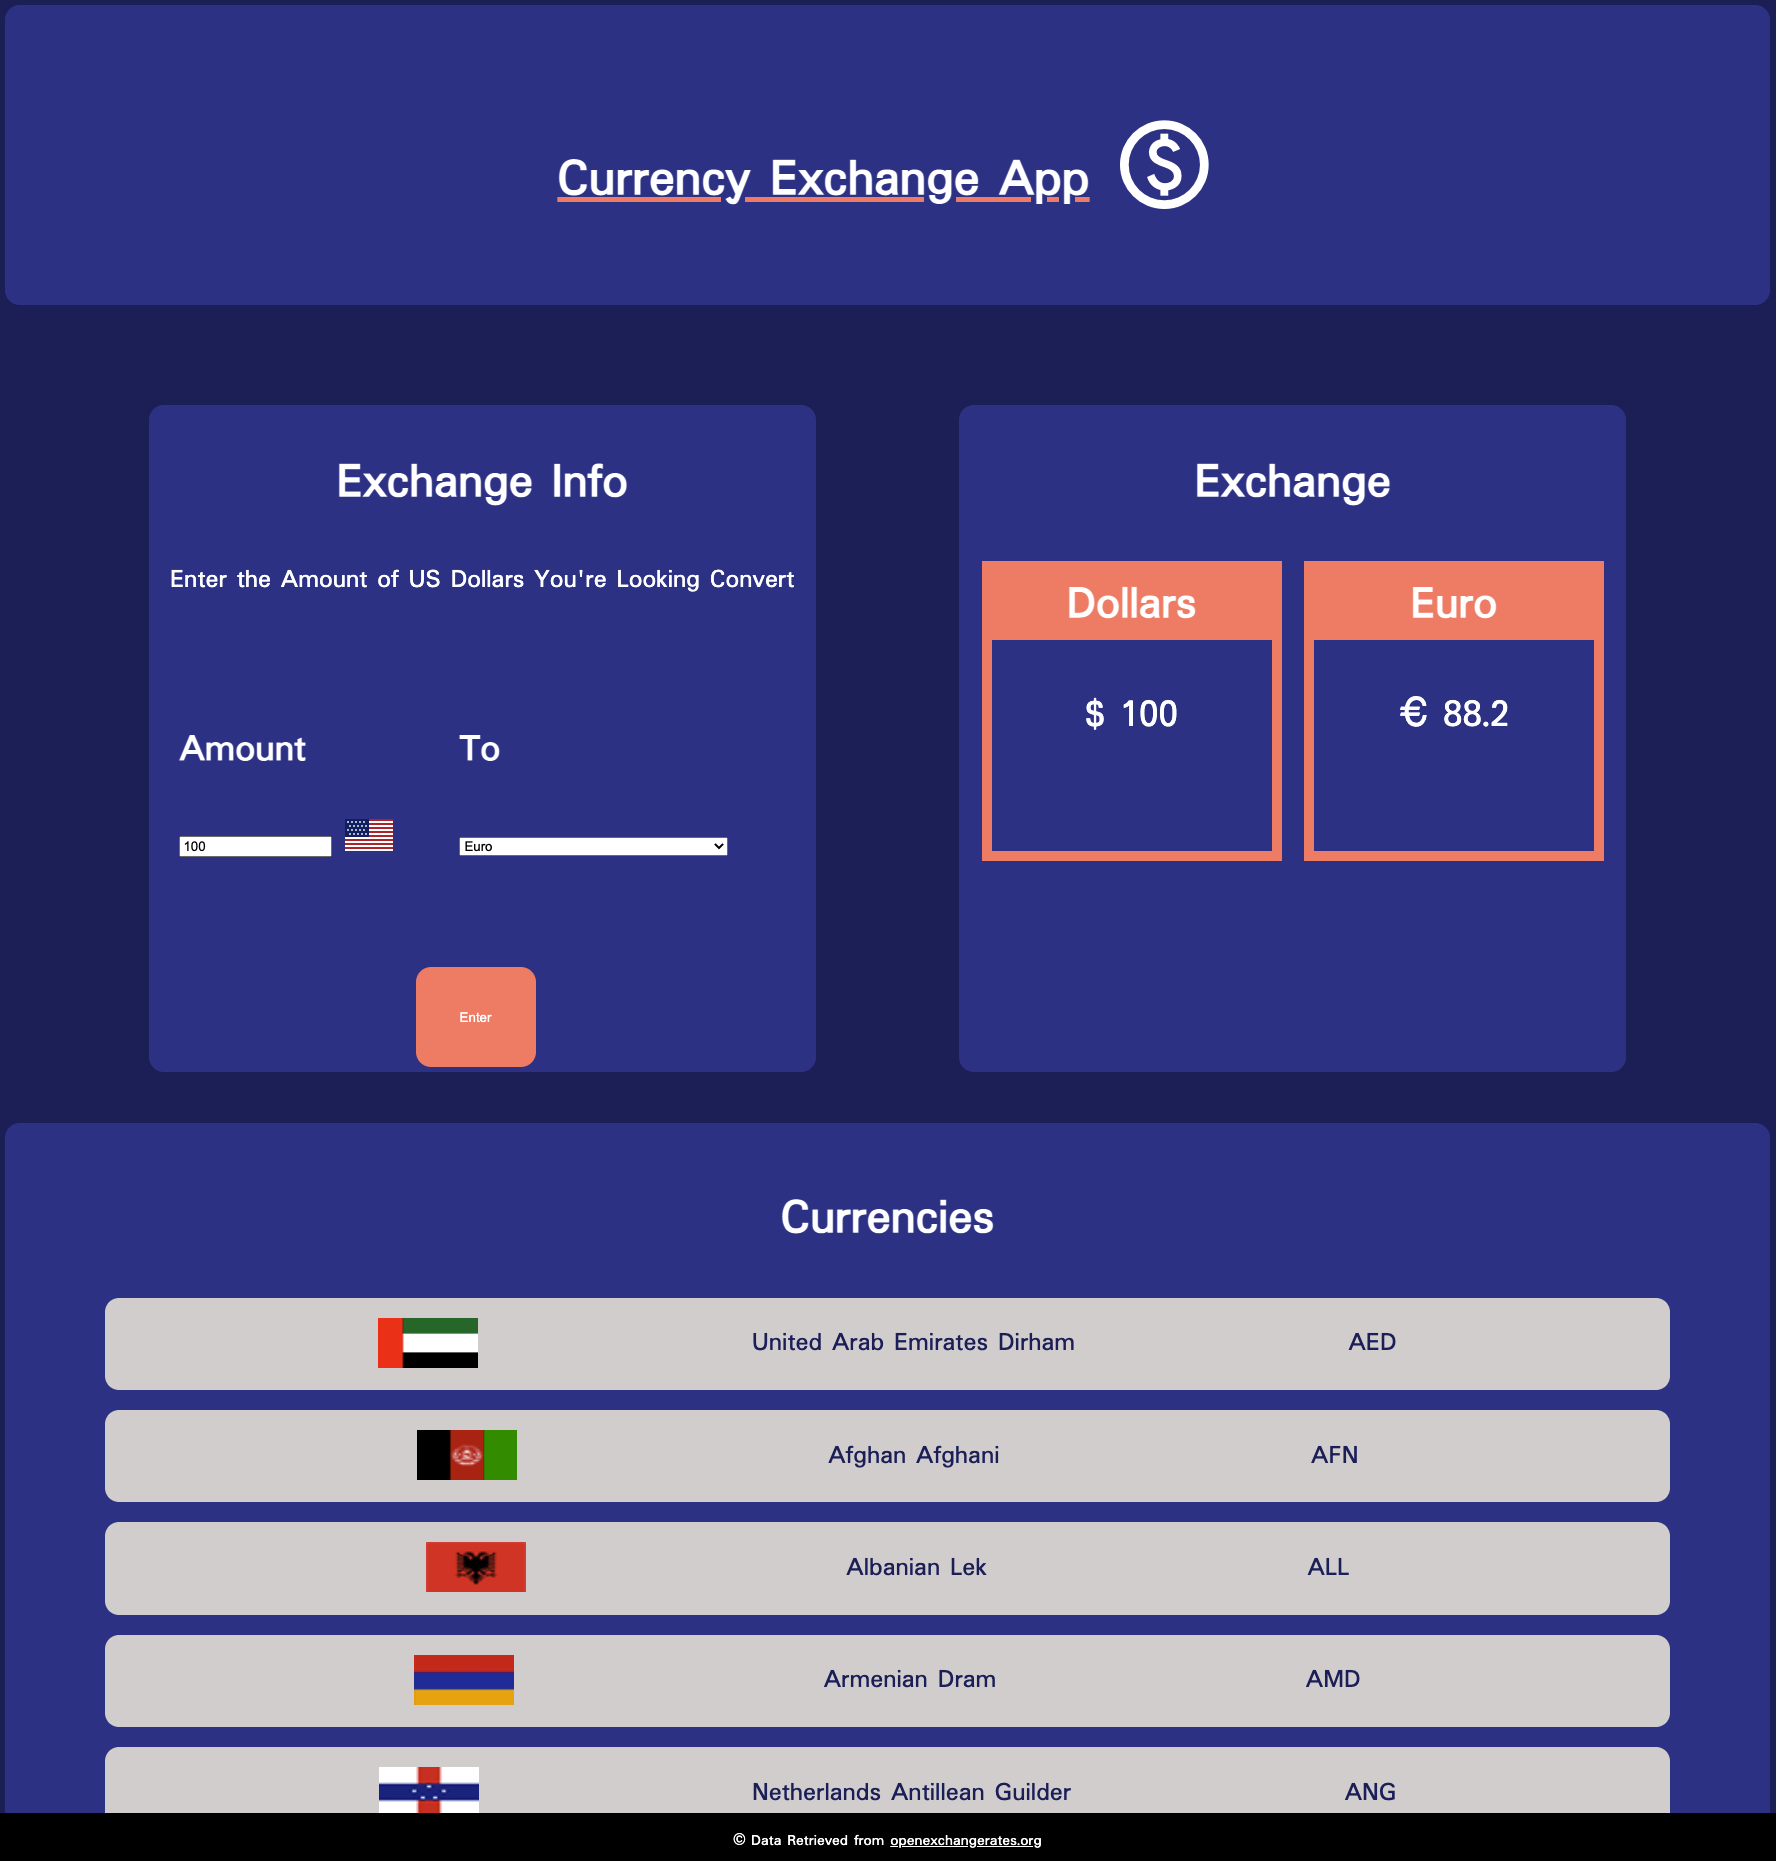 Currency Exchange App $
Exchange Info
Enter the Amount of US Dollars You're Looking Convert
Amount
To
100
Euro
Enter
Exchange
Dollars
$ 100
Euro
€ 88.2
Currencies
United Arab Emirates Dirham AED
Afghan Afghani AFN
Albanian Lek ALL
Armenian Dram AMD
Netherlands Antillean Guilder ANG
© Data Retrieved from openexchangerates.org